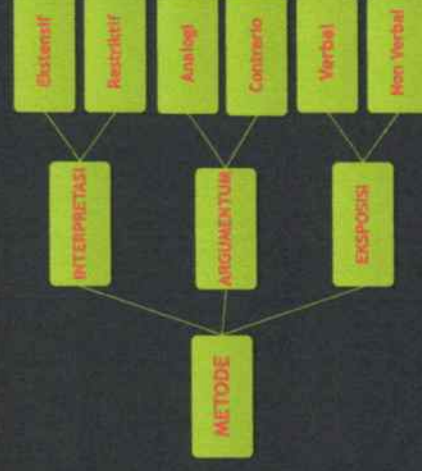 METODE
INTERPRETASI
Ekstensif
Restriktif
ARGUMENTUM
Analogi
Contrario
EKSPOSISI
Verbal
Non Verbal